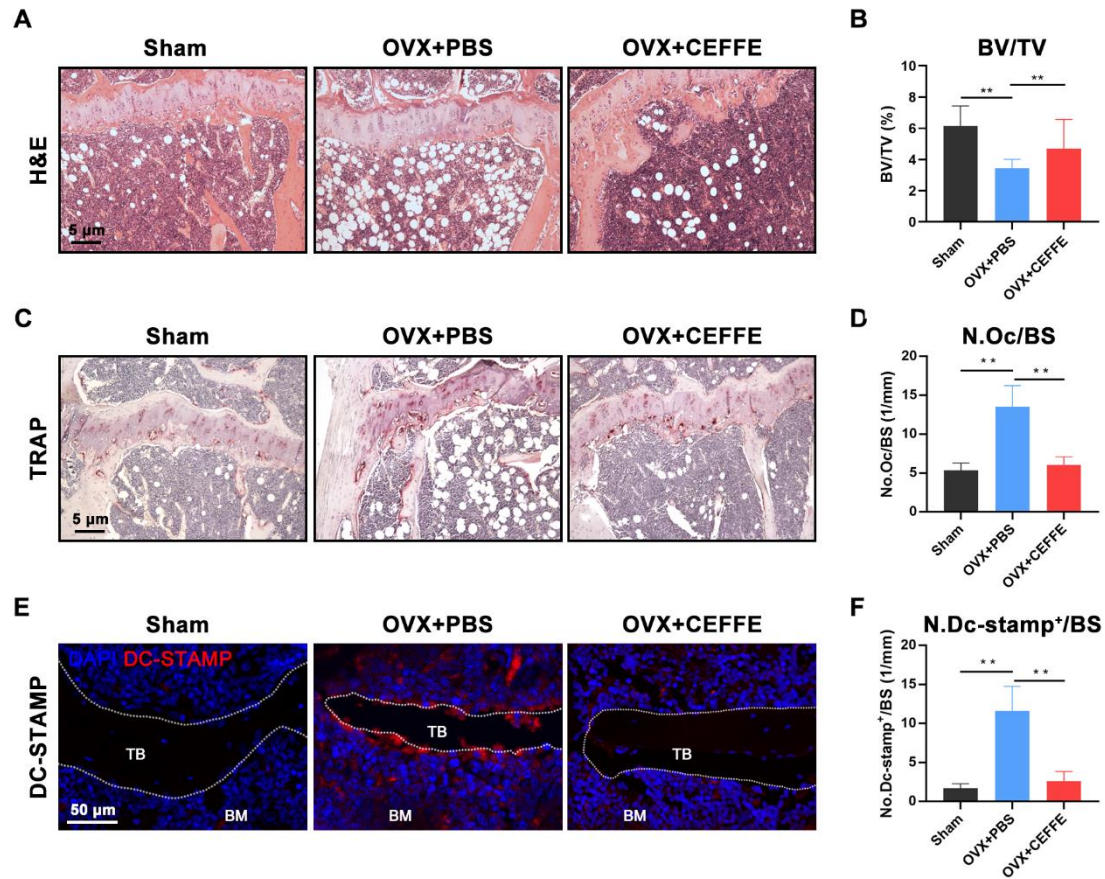 A
Sham
OVX+PBS
OVX+CEFFE
H&E
5 μm
B
BV/TV
BV/TV (%)
10
8
6
4
2
0
**
**
Sham
OVX+PBS
OVX+CEFFE
C
Sham
OVX+PBS
OVX+CEFFE
TRAP
5 μm
D
N.Oc/BS
No.Oc/BS (1/mm)
20
15
10
5
0
* *
* *
Sham
OVX+PBS
OVX+CEFFE
E
Sham
OVX+PBS
OVX+CEFFE
DC-STAMP
DAPI DC-STAMP
TB
BM
50 μm
TB
BM
TB
BM
F
N.Dc-stamp⁺/BS
No.Dc-stamp⁺/BS (1/mm)
20
15
10
5
0
* *
* *
Sham
OVX+PBS
OVX+CEFFE